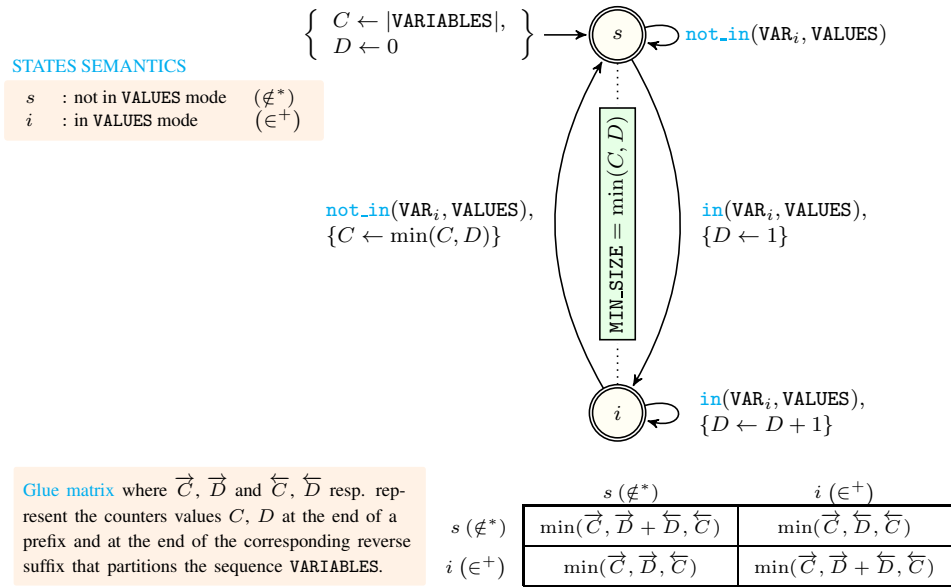 { C ← |VARIABLES|,
D ← 0 }
s
not_in(VAR_i, VALUES)
STATES SEMANTICS
s : not in VALUES mode (∉*)
i : in VALUES mode (∈⁺)
MIN_SIZE = min(C, D)
not_in(VAR_i, VALUES),
{C ← min(C, D)}
in(VAR_i, VALUES),
{D ← 1}
i
in(VAR_i, VALUES),
{D ← D + 1}
Glue matrix where C⃗, D⃗ and C⃖, D⃖ resp. rep-
resent the counters values C, D at the end of a
prefix and at the end of the corresponding reverse
suffix that partitions the sequence VARIABLES.
s (∉*) i (∈⁺)
s (∉*) min(C⃗, D⃗ + D⃖, C⃖) min(C⃗, D⃖, C⃖)
i (∈⁺) min(C⃗, D⃗, C⃖) min(C⃗, D⃗ + D⃖, C⃖)